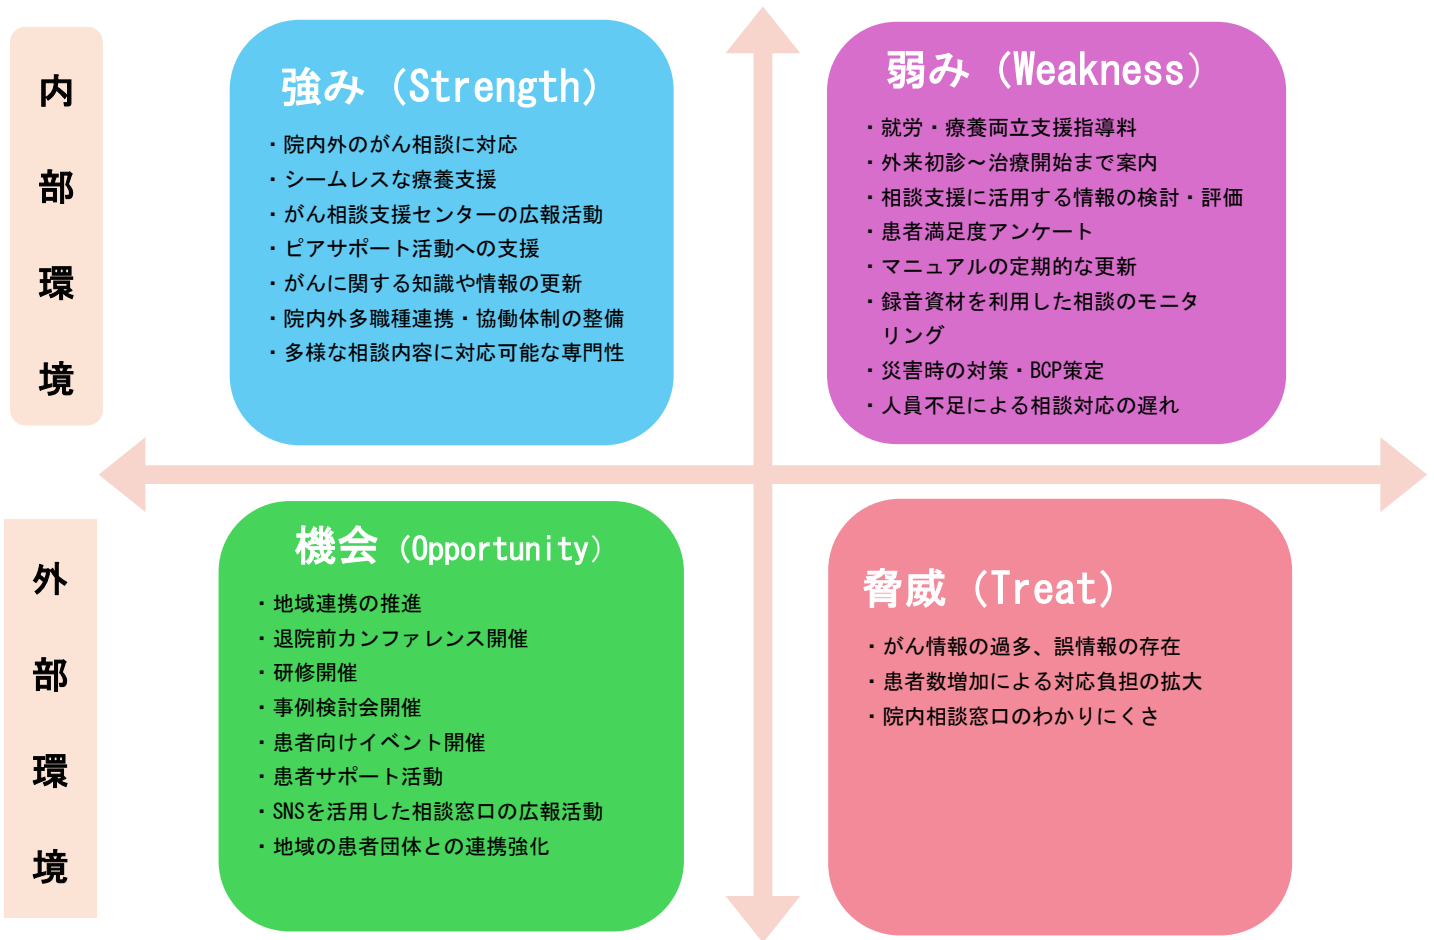 内部環境
強み（Strength）
・院内外のがん相談に対応
・シームレスな療養支援
・がん相談支援センターの広報活動
・ピアサポート活動への支援
・がんに関する知識や情報の更新
・院内外多職種連携・協働体制の整備
・多様な相談内容に対応可能な専門性
弱み（Weakness）
・就労・療養両立支援指導料
・外来初診～治療開始まで案内
・相談支援に活用する情報の検討・評価
・患者満足度アンケート
・マニュアルの定期的な更新
・録音資材を利用した相談のモニタ
リング
・災害時の対策・BCP策定
・人員不足による相談対応の遅れ
外部環境
機会（Opportunity）
・地域連携の推進
・退院前カンファレンス開催
・研修開催
・事例検討会開催
・患者向けイベント開催
・患者サポート活動
・SNSを活用した相談窓口の広報活動
・地域の患者団体との連携強化
脅威（Treat）
・がん情報の過多、誤情報の存在
・患者数増加による対応負担の拡大
・院内相談窓口のわかりにくさ